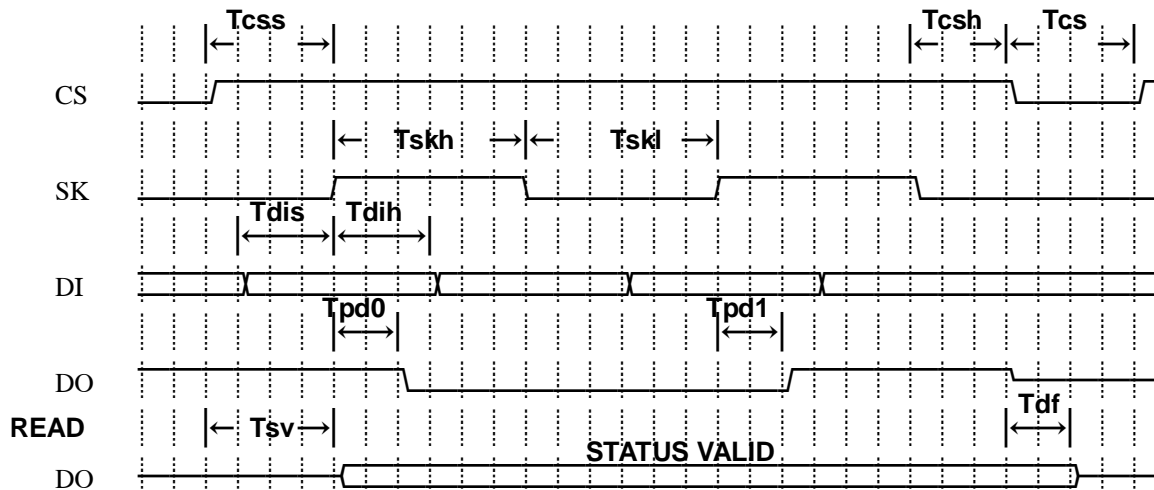 Tcss Tcsh Tcs
CS
Tskh Tskl
SK
Tdis Tdih
DI
Tpd0 Tpd1
DO
READ Tsv Tdf
STATUS VALID
DO